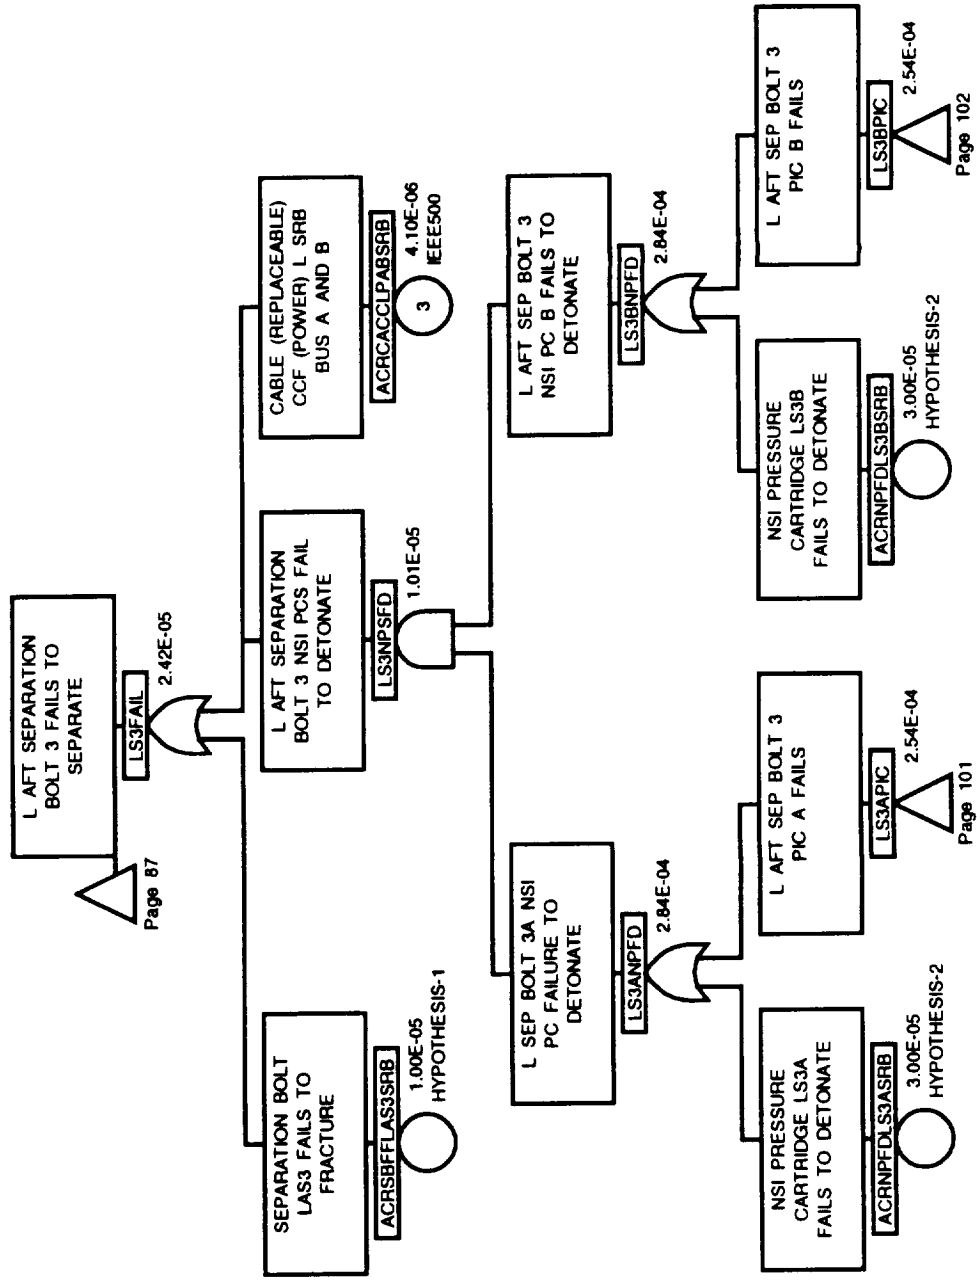 L AFT SEPARATION
BOLT 3 FAILS TO
SEPARATE
LS3FAIL
2.42E-05
Page 87
SEPARATION BOLT
LAS3 FAILS TO
FRACTURE
ACRSBFFLAS3SRB
1.00E-05
HYPOTHESIS-1
L AFT SEPARATION
BOLT 3 NSI PCS FAIL
TO DETONATE
LS3NPSFD
1.01E-05
CABLE (REPLACEABLE)
CCF (POWER) L SRB
BUS A AND B
ACRCACCLPABSRB
3
4.10E-06
IEEE500
L SEP BOLT 3A NSI
PC FAILURE TO
DETONATE
LS3ANPFD
2.84E-04
L AFT SEP BOLT 3
NSI PC B FAILS TO
DETONATE
LS3BNPFD
2.84E-04
NSI PRESSURE
CARTRIDGE LS3A
FAILS TO DETONATE
ACRNPFDLS3ASRB
3.00E-05
HYPOTHESIS-2
L AFT SEP BOLT 3
PIC A FAILS
LS3APIC
2.54E-04
Page 101
NSI PRESSURE
CARTRIDGE LS3B
FAILS TO DETONATE
ACRNPFDLS3BSRB
3.00E-05
HYPOTHESIS-2
L AFT SEP BOLT 3
PIC B FAILS
LS3BPIC
2.54E-04
Page 102